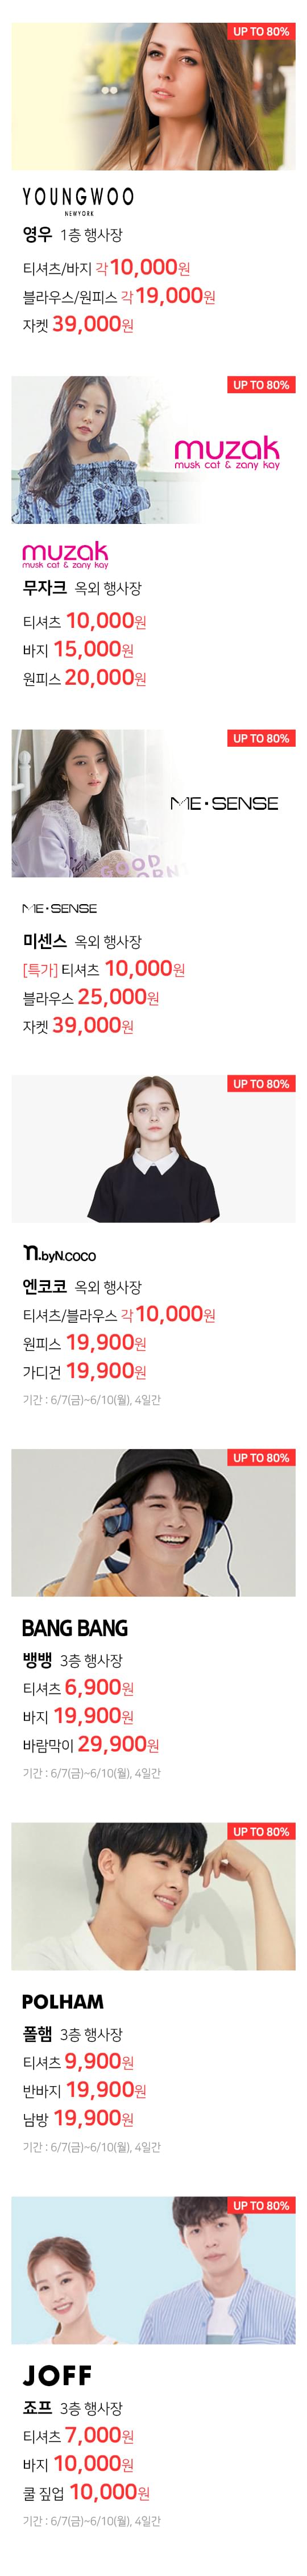 UP TO 80%
YOUNGWOO
NEWYORK
영우 1층 행사장
티셔츠/바지 각10,000원
블라우스/원피스 각19,000원
자켓 39,000원
UP TO 80%
muzak
musk cat & zany kay
muzak
musk cat & zany kay
무자크 옥외 행사장
티셔츠 10,000원
바지 15,000원
원피스 20,000원
UP TO 80%
ME·SENSE
GOOD
ME·SENSE
미센스 옥외 행사장
[특가] 티셔츠 10,000원
블라우스 25,000원
자켓 39,000원
UP TO 80%
n.byN.COCO
엔코코 옥외 행사장
티셔츠/블라우스 각10,000원
원피스 19,900원
가디건 19,900원
기간 : 6/7(금)~6/10(월), 4일간
UP TO 80%
BANG BANG
뱅뱅 3층 행사장
티셔츠 6,900원
바지 19,900원
바람막이 29,900원
기간 : 6/7(금)~6/10(월), 4일간
UP TO 80%
POLHAM
폴햄 3층 행사장
티셔츠 9,900원
반바지 19,900원
남방 19,900원
기간 : 6/7(금)~6/10(월), 4일간
UP TO 80%
JOFF
죠프 3층 행사장
티셔츠 7,000원
바지 10,000원
쿨 짚업 10,000원
기간 : 6/7(금)~6/10(월), 4일간